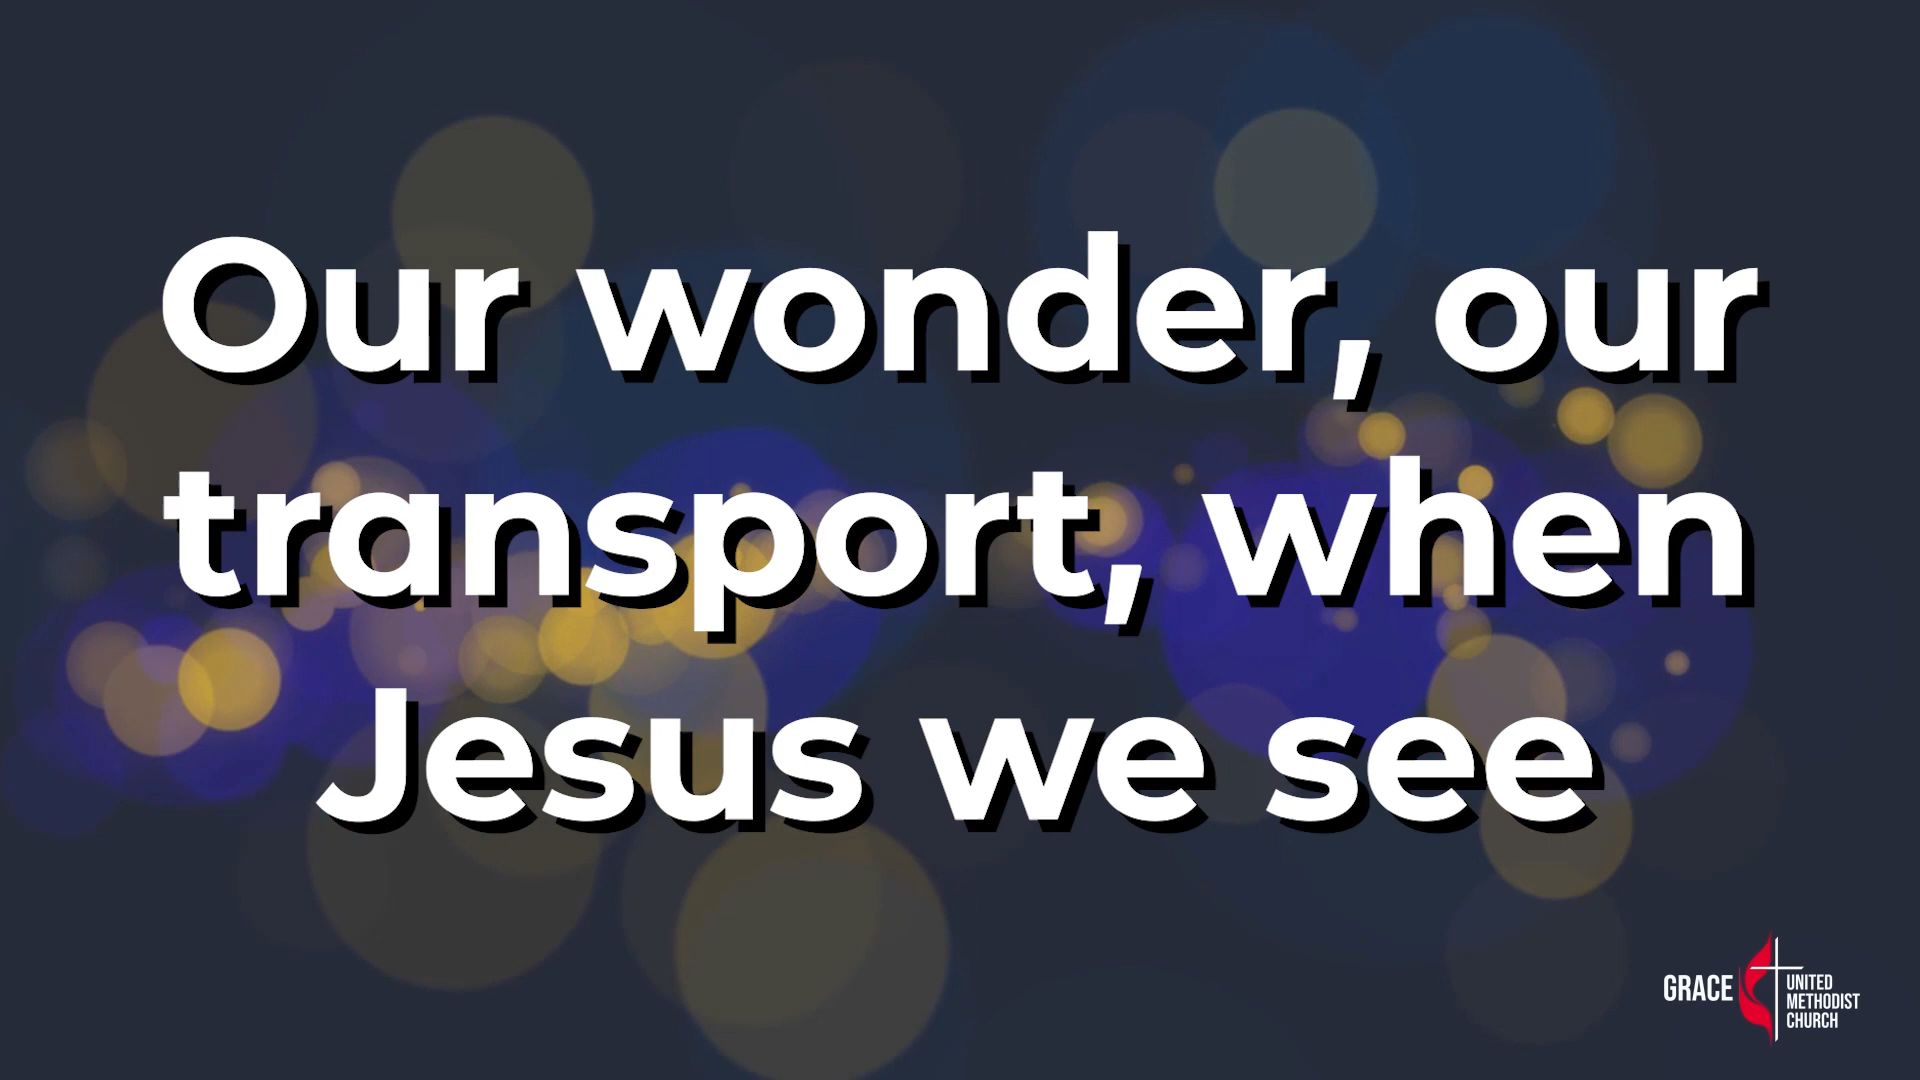 Our wonder, our
transport, when
Jesus we see
GRACE
UNITED
METHODIST
CHURCH